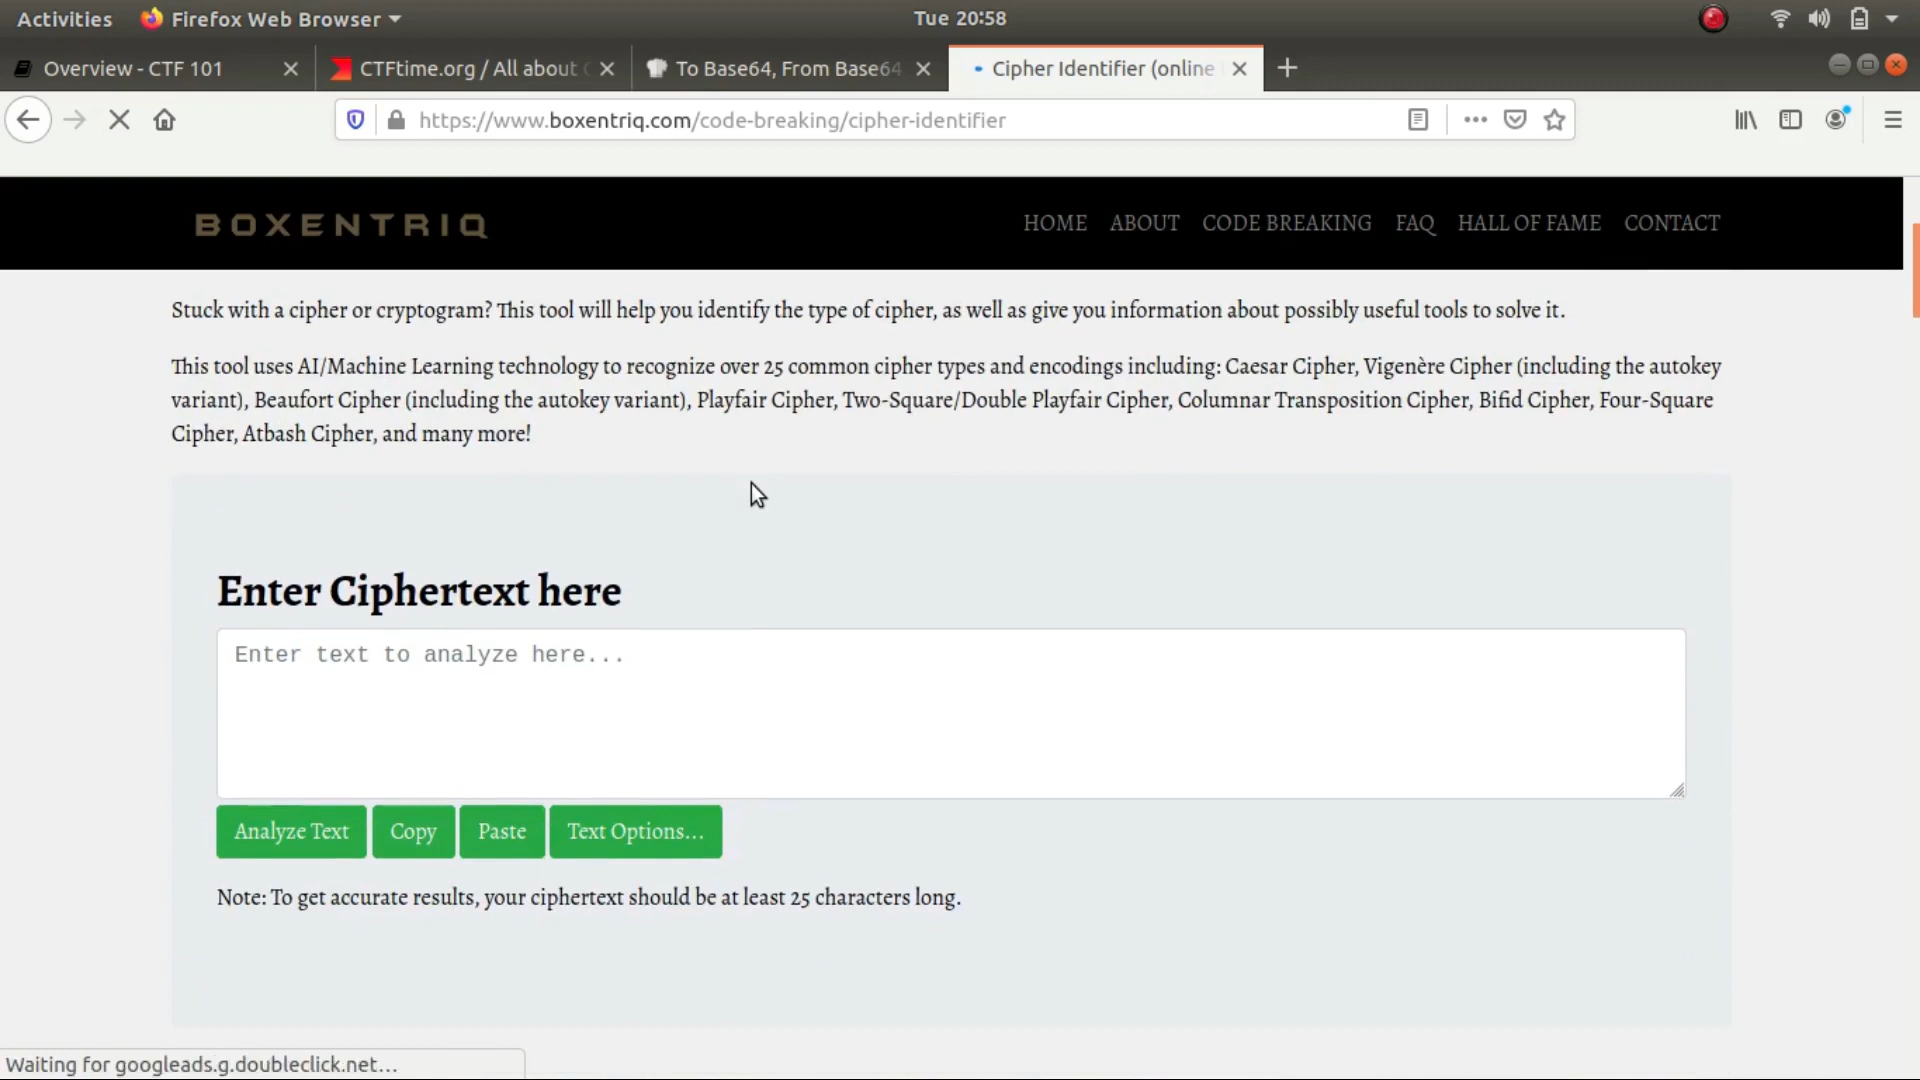 Activities Firefox Web Browser Tue 20:58
Overview - CTF 101 CTFtime.org / All about To Base64, From Base64 Cipher Identifier (online
https://www.boxentriq.com/code-breaking/cipher-identifier
BOXENTRIQ HOME ABOUT CODE BREAKING FAQ HALL OF FAME CONTACT
Stuck with a cipher or cryptogram? This tool will help you identify the type of cipher, as well as give you information about possibly useful tools to solve it.
This tool uses AI/Machine Learning technology to recognize over 25 common cipher types and encodings including: Caesar Cipher, Vigenère Cipher (including the autokey
variant), Beaufort Cipher (including the autokey variant), Playfair Cipher, Two-Square/Double Playfair Cipher, Columnar Transposition Cipher, Bifid Cipher, Four-Square
Cipher, Atbash Cipher, and many more!
Enter Ciphertext here
Enter text to analyze here...
Analyze Text Copy Paste Text Options...
Note: To get accurate results, your ciphertext should be at least 25 characters long.
Waiting for googleads.g.doubleclick.net...